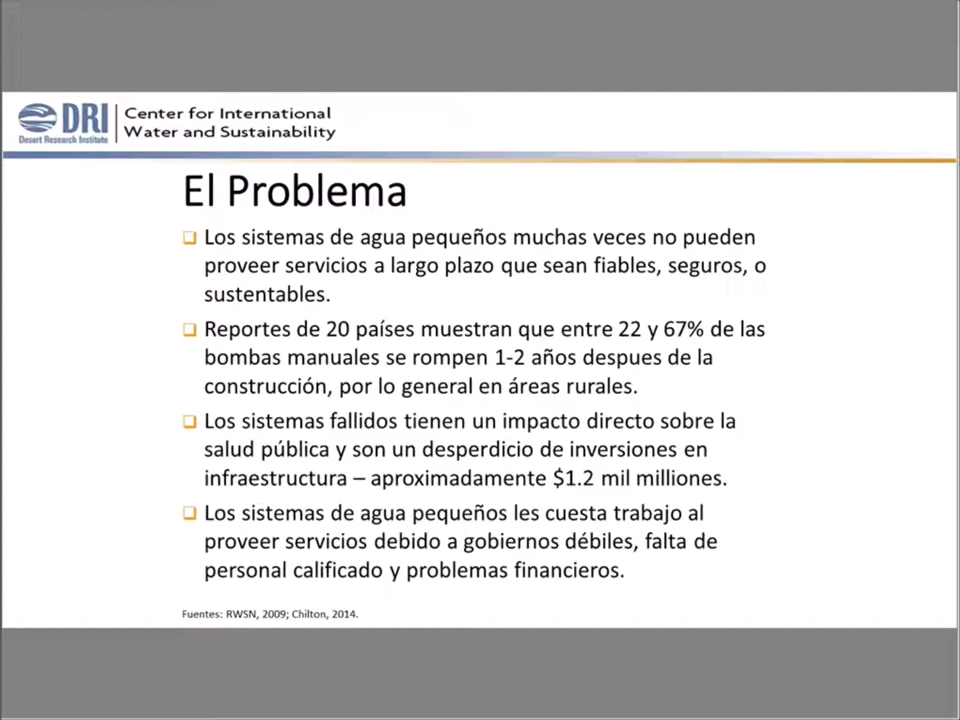 DRI
Desert Research Institute
Center for International
Water and Sustainability
El Problema
Los sistemas de agua pequeños muchas veces no pueden
proveer servicios a largo plazo que sean fiables, seguros, o
sustentables.
Reportes de 20 países muestran que entre 22 y 67% de las
bombas manuales se rompen 1-2 años despues de la
construcción, por lo general en áreas rurales.
Los sistemas fallidos tienen un impacto directo sobre la
salud pública y son un desperdicio de inversiones en
infraestructura – aproximadamente $1.2 mil milliones.
Los sistemas de agua pequeños les cuesta trabajo al
proveer servicios debido a gobiernos débiles, falta de
personal calificado y problemas financieros.
Fuentes: RWSN, 2009; Chilton, 2014.